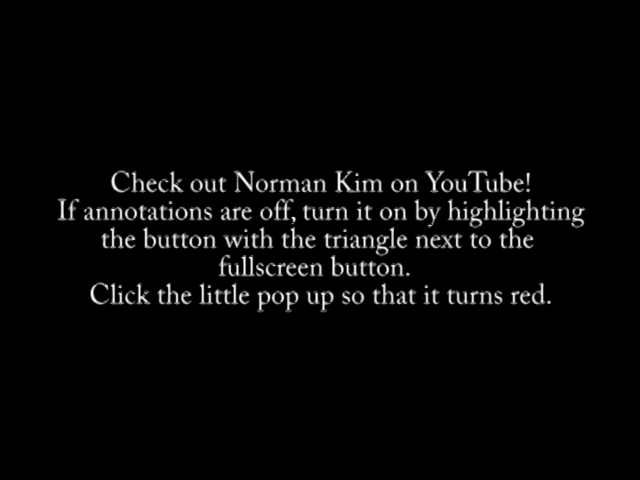 Check out Norman Kim on YouTube!
If annotations are off, turn it on by highlighting
the button with the triangle next to the
fullscreen button.
Click the little pop up so that it turns red.